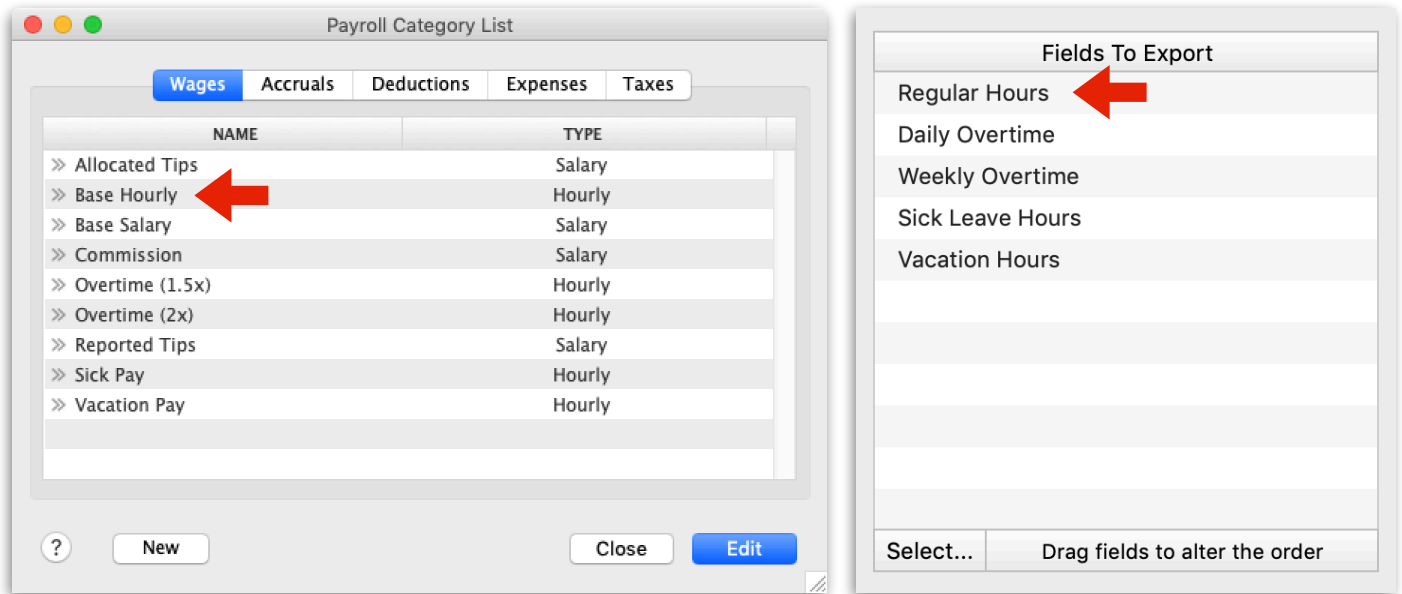 Payroll Category List
Wages Accruals Deductions Expenses Taxes
NAME TYPE
Allocated Tips Salary
Base Hourly Hourly
Base Salary Salary
Commission Salary
Overtime (1.5x) Hourly
Overtime (2x) Hourly
Reported Tips Salary
Sick Pay Hourly
Vacation Pay Hourly
? New Close Edit
Fields To Export
Regular Hours
Daily Overtime
Weekly Overtime
Sick Leave Hours
Vacation Hours
Select... Drag fields to alter the order